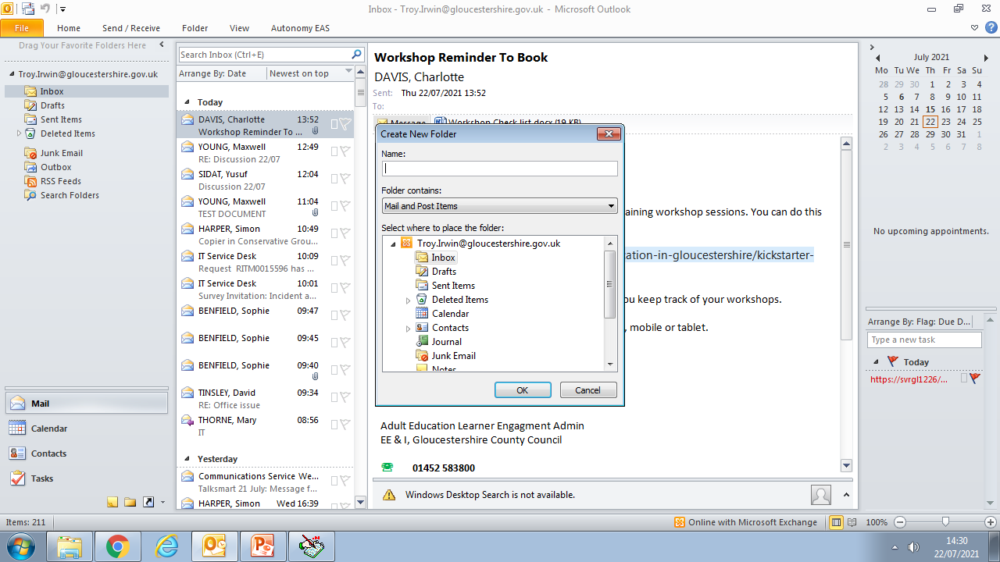 Inbox - Troy.Irwin@gloucestershire.gov.uk - Microsoft Outlook
File Home Send / Receive Folder View Autonomy EAS
Drag Your Favorite Folders Here
Troy.Irwin@gloucestershire.gov.uk
Inbox
Drafts
Sent Items
Deleted Items
Junk Email
Outbox
RSS Feeds
Search Folders
Mail
Calendar
Contacts
Tasks
Search Inbox (Ctrl+E)
Arrange By: Date Newest on top
Today
DAVIS, Charlotte 13:52
Workshop Reminder To ...
YOUNG, Maxwell 12:49
RE: Discussion 22/07
SIDAT, Yusuf 12:04
Discussion 22/07
YOUNG, Maxwell 11:04
TEST DOCUMENT
HARPER, Simon 10:49
Copier in Conservative Grou...
IT Service Desk 10:09
Request RITM0015596 has ...
IT Service Desk 10:01
Survey Invitation: Incident a...
BENFIELD, Sophie 09:47
BENFIELD, Sophie 09:45
BENFIELD, Sophie 09:40
TINSLEY, David 09:34
RE: Office issue
THORNE, Mary 08:56
IT
Yesterday
Communications Service We...
Talksmart 21 July: Message f...
HARPER, Simon Wed 16:39
Workshop Reminder To Book
DAVIS, Charlotte
Sent: Thu 22/07/2021 13:52
To:
Message Workshop Check list.docx (19 KB)
Create New Folder
Name:
Folder contains:
Mail and Post Items
Select where to place the folder:
Troy.Irwin@gloucestershire.gov.uk
Inbox
Drafts
Sent Items
Deleted Items
Calendar
Contacts
Journal
Junk Email
Notes
OK Cancel
aining workshop sessions. You can do this
ation-in-gloucestershire/kickstarter-
u keep track of your workshops.
, mobile or tablet.
Adult Education Learner Engagment Admin
EE & I, Gloucestershire County Council
01452 583800
Windows Desktop Search is not available.
July 2021
Mo Tu We Th Fr Sa Su
28 29 30 1 2 3 4
5 6 7 8 9 10 11
12 13 14 15 16 17 18
19 20 21 22 23 24 25
26 27 28 29 30 31 1
2 3 4 5 6 7 8
No upcoming appointments.
Arrange By: Flag: Due D...
Type a new task
Today
https://svrgl1226/...
Items: 211
Online with Microsoft Exchange 100%
14:30
22/07/2021